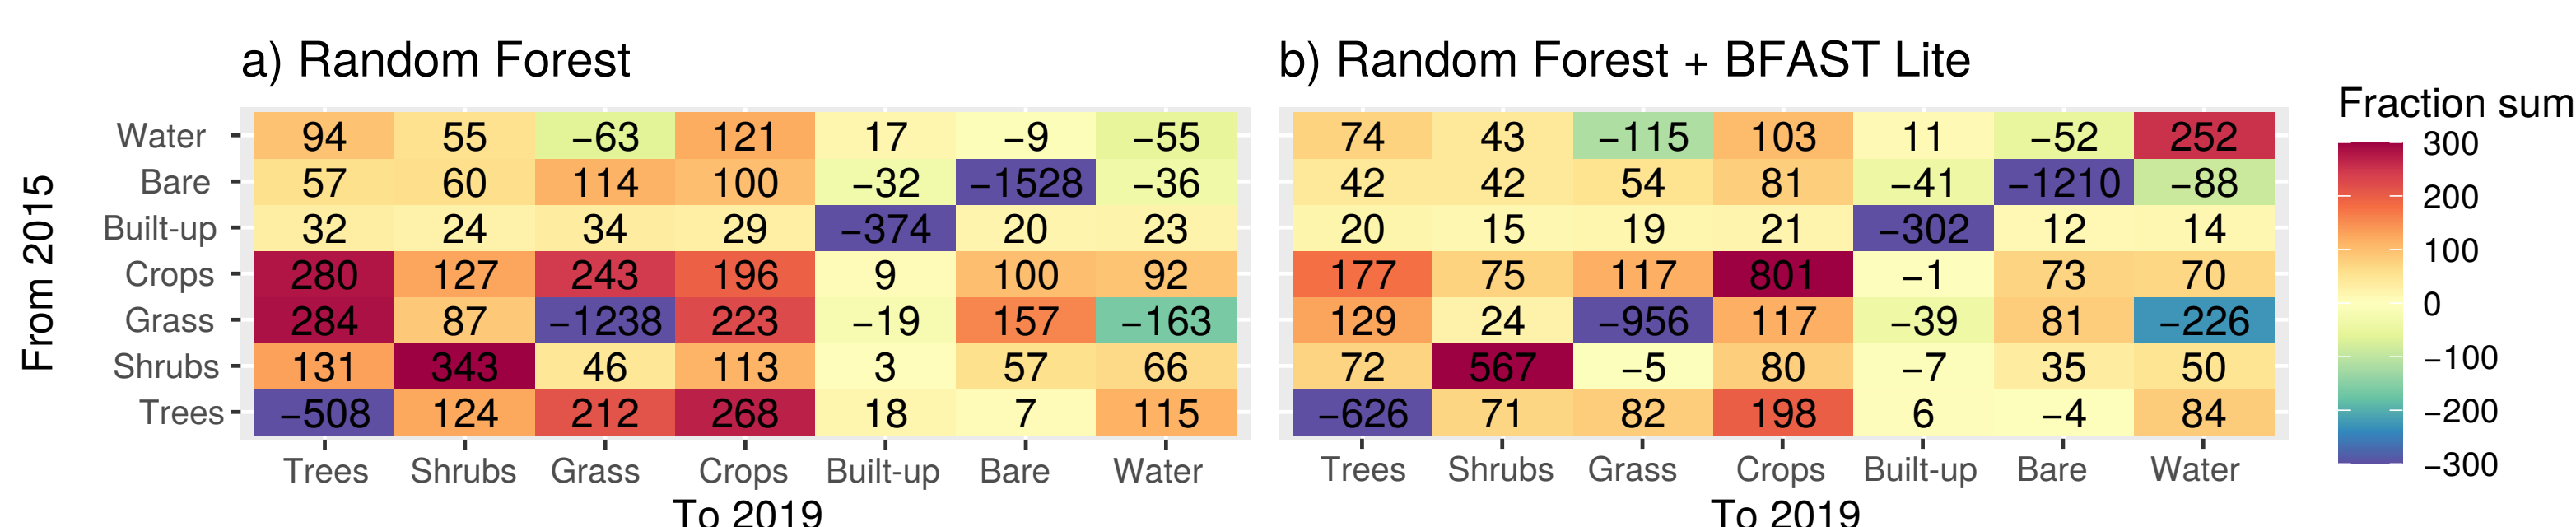 a) Random Forest
b) Random Forest + BFAST Lite
Fraction sum
From 2015
Water 94 55 −63 121 17 −9 −55
Bare 57 60 114 100 −32 −1528 −36
Built-up 32 24 34 29 −374 20 23
Crops 280 127 243 196 9 100 92
Grass 284 87 −1238 223 −19 157 −163
Shrubs 131 343 46 113 3 57 66
Trees −508 124 212 268 18 7 115
Trees Shrubs Grass Crops Built-up Bare Water
To 2019
74 43 −115 103 11 −52 252
42 42 54 81 −41 −1210 −88
20 15 19 21 −302 12 14
177 75 117 801 −1 73 70
129 24 −956 117 −39 81 −226
72 567 −5 80 −7 35 50
−626 71 82 198 6 −4 84
Trees Shrubs Grass Crops Built-up Bare Water
To 2019
300
200
100
0
−100
−200
−300